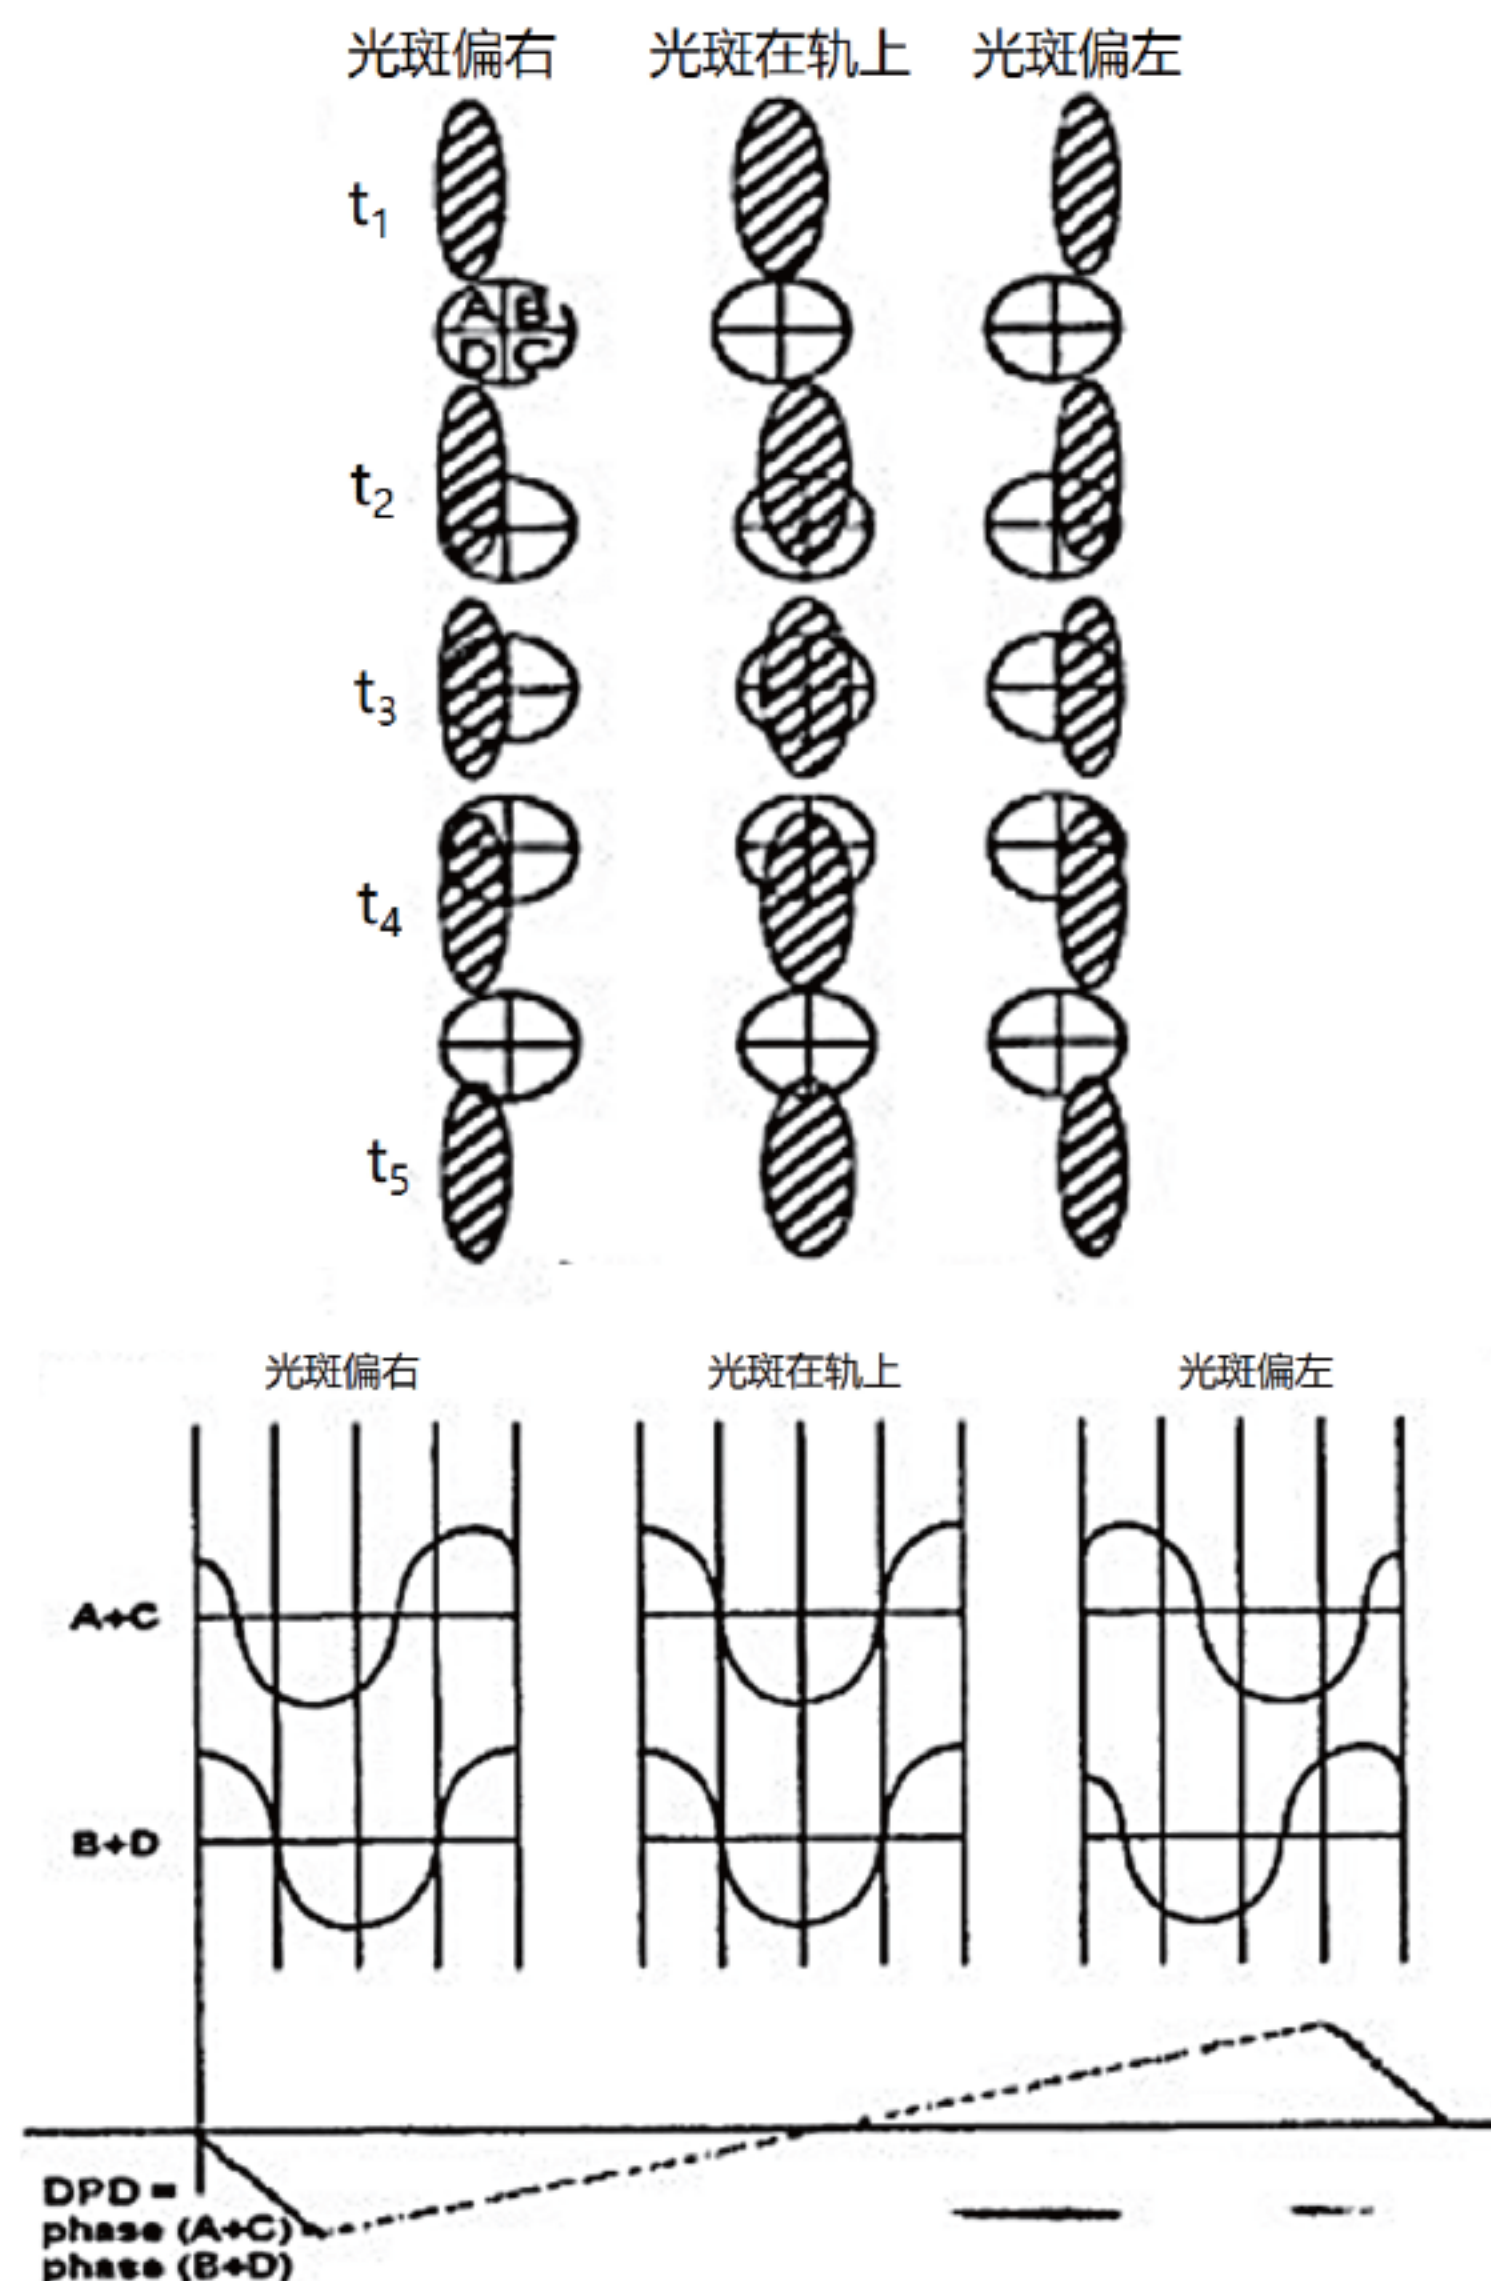 光斑偏右 光斑在轨上 光斑偏左
t1
A B
D C
t2
t3
t4
t5
光斑偏右 光斑在轨上 光斑偏左
A+C
B+D
DPD =
phase (A+C)
phase (B+D)